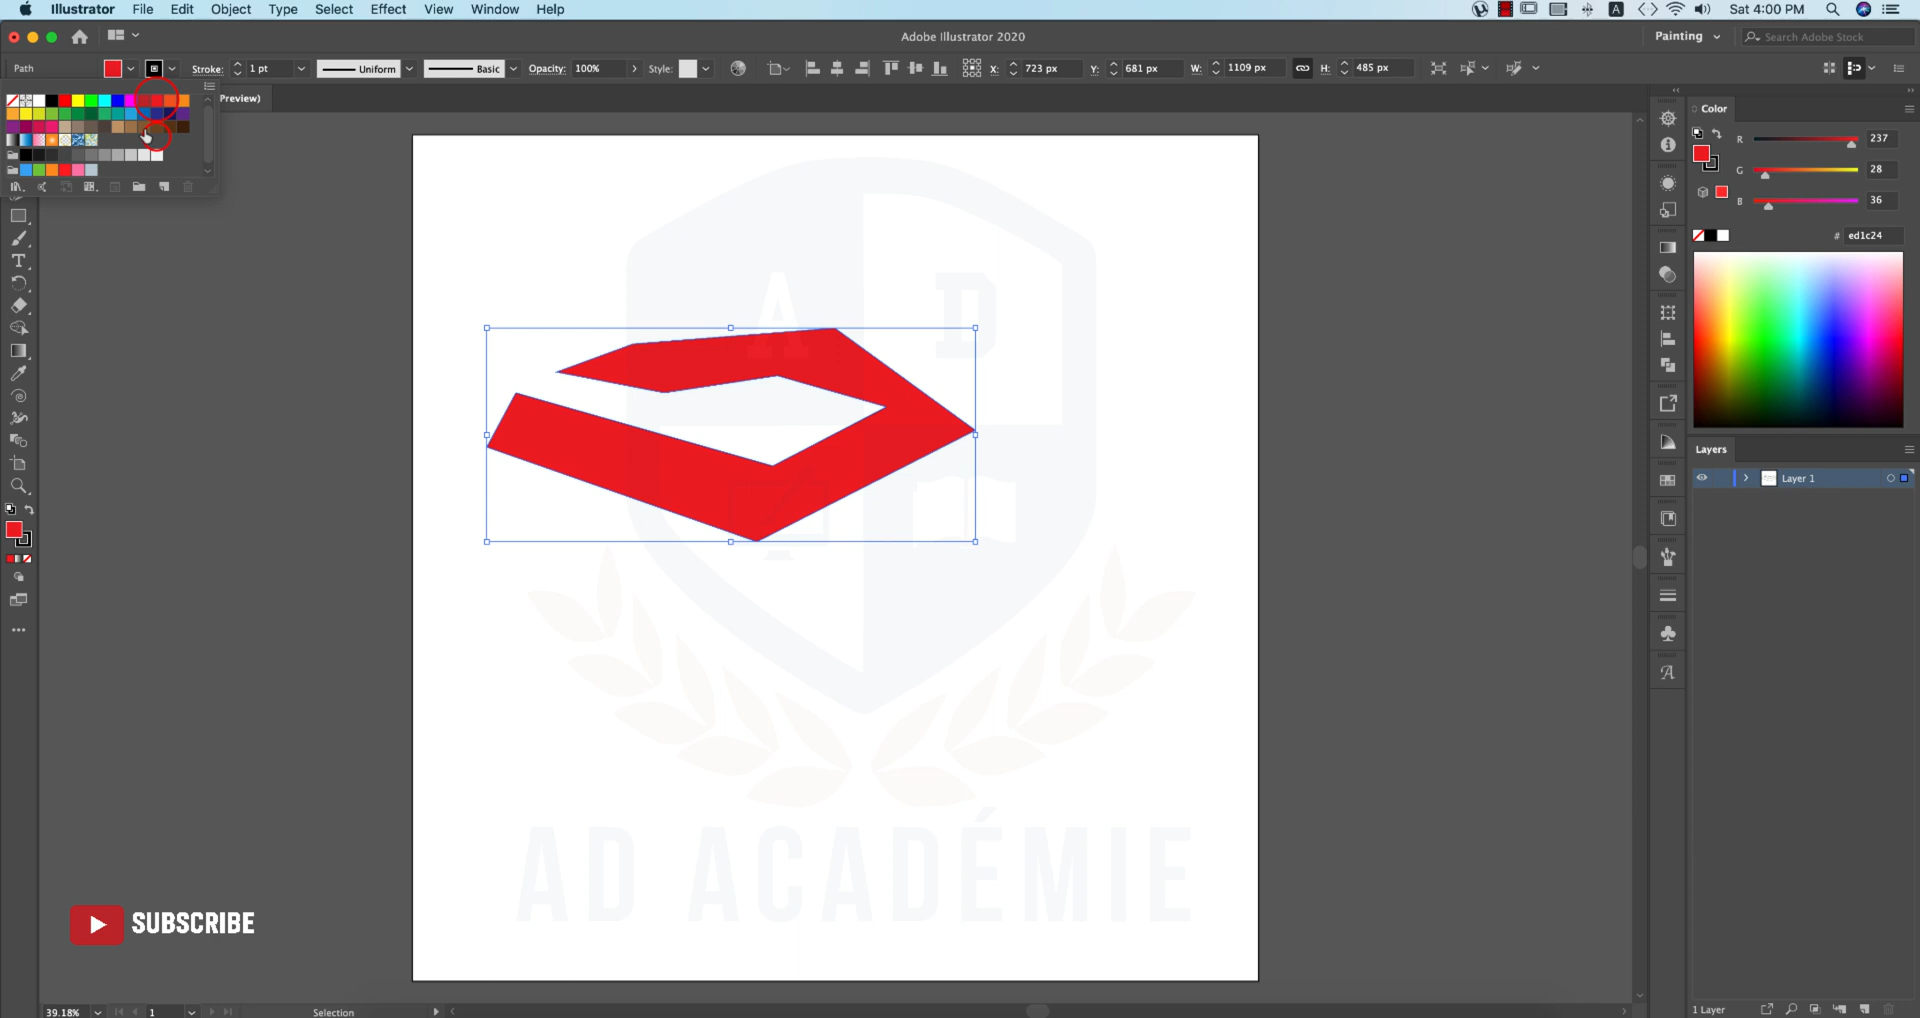 Illustrator File Edit Object Type Select Effect View Window Help
A Sat 4:00 PM
Adobe Illustrator 2020
Painting
Search Adobe Stock
Path
Stroke: 1 pt
Uniform
Basic
Opacity: 100%
Style:
X: 723 px
Y: 681 px
W: 1109 px
H: 485 px
Preview)
Color
R 237
G 28
B 36
# ed1c24
Layers
Layer 1
A D
AD ACADÉMIE
SUBSCRIBE
39.18%
1
Selection
1 Layer